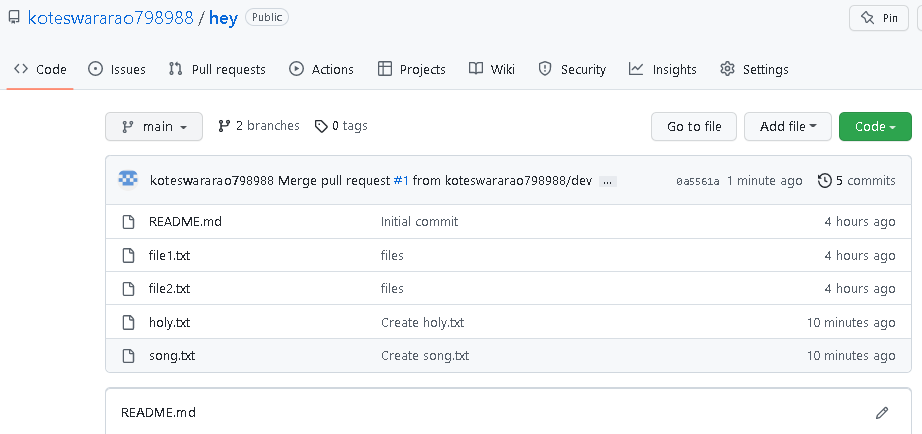 koteswararao798988 / hey Public Pin
Code Issues Pull requests Actions Projects Wiki Security Insights Settings
main 2 branches 0 tags Go to file Add file Code
koteswararao798988 Merge pull request #1 from koteswararao798988/dev ... 0a5561a 1 minute ago 5 commits
README.md Initial commit 4 hours ago
file1.txt files 4 hours ago
file2.txt files 4 hours ago
holy.txt Create holy.txt 10 minutes ago
song.txt Create song.txt 10 minutes ago
README.md